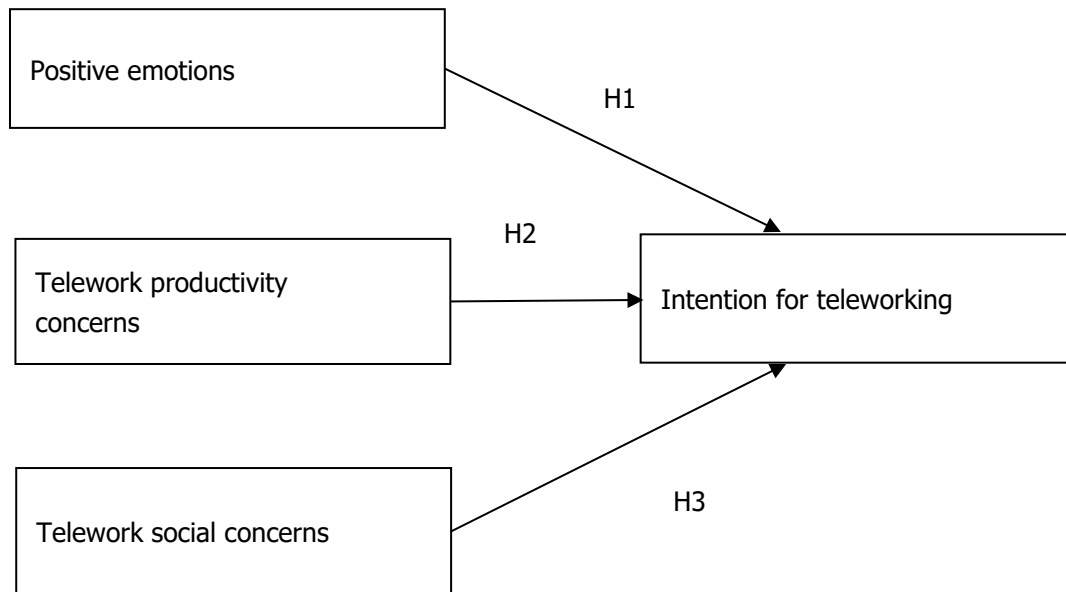 Positive emotions
H1
H2
Telework productivity
concerns
Intention for teleworking
H3
Telework social concerns